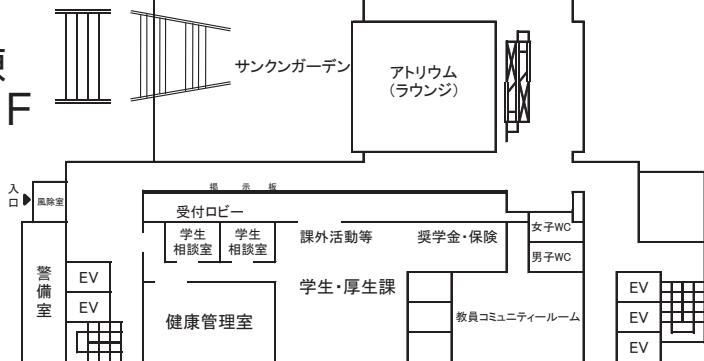 棟
F
サンクンガーデン
アトリウム
(ラウンジ)
入口
風除室
掲示板
受付ロビー
学生
相談室
学生
相談室
課外活動等
奨学金・保険
女子WC
男子WC
警備室
EV
EV
健康管理室
学生・厚生課
教員コミュニティールーム
EV
EV
EV